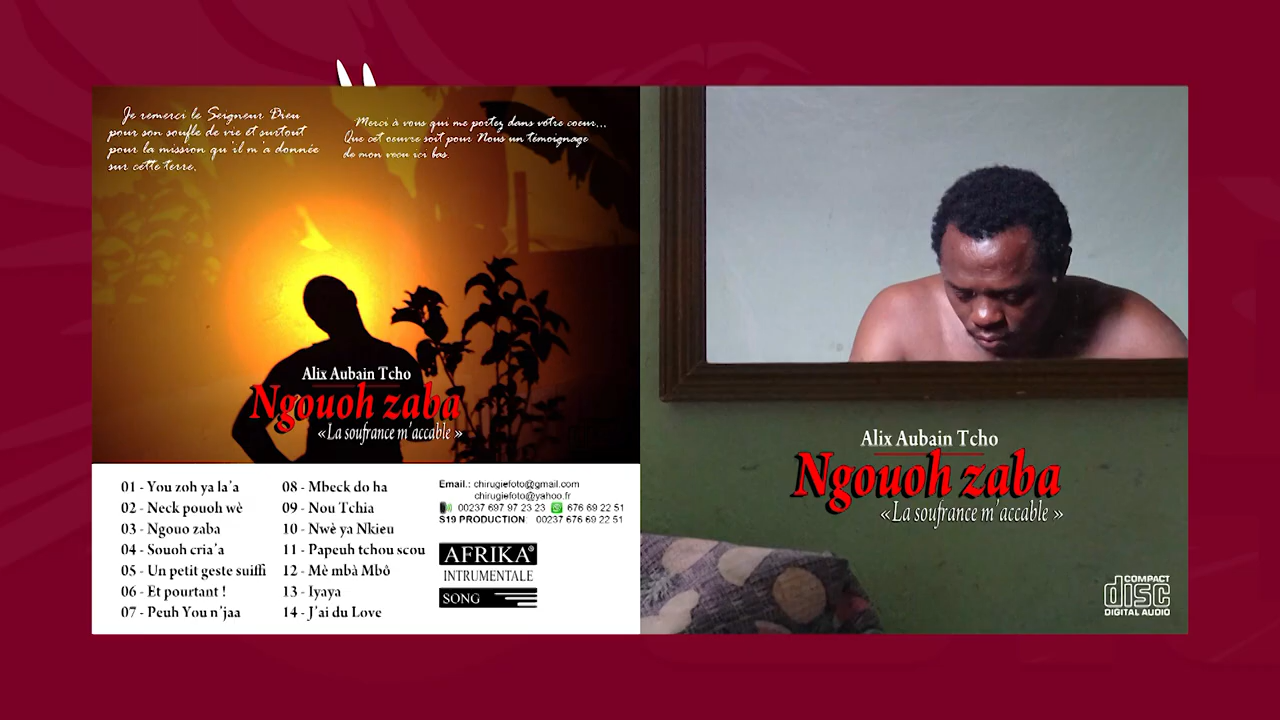 Je remerci le Seigneur Dieu
pour son soufle de vie et surtout
pour la mission qu'il m'a donnée
sur cette terre.
Merci à vous qui me portez dans votre coeur...
Que cet oeuvre soit pour Nous un témoignage
de mon vecu ici bas.
Alix Aubain Tcho
Ngouoh zaba
«La soufrance m'accable »
01 - You zoh ya la'a
02 - Neck pouoh wè
03 - Ngouo zaba
04 - Souoh cria'a
05 - Un petit geste suiffi
06 - Et pourtant !
07 - Peuh You n'jaa
08 - Mbeck do ha
09 - Nou Tchia
10 - Nwè ya Nkieu
11 - Papeuh tchou scou
12 - Mè mbà Mbô
13 - Iyaya
14 - J'ai du Love
Email.: chirugiefoto@gmail.com
chirugiefoto@yahoo.fr
00237 697 97 23 23 676 69 22 51
S19 PRODUCTION 00237 676 69 22 51
AFRIKA®
INTRUMENTALE
SONG
Alix Aubain Tcho
Ngouoh zaba
«La soufrance m'accable »
COMPACT
disc
DIGITAL AUDIO